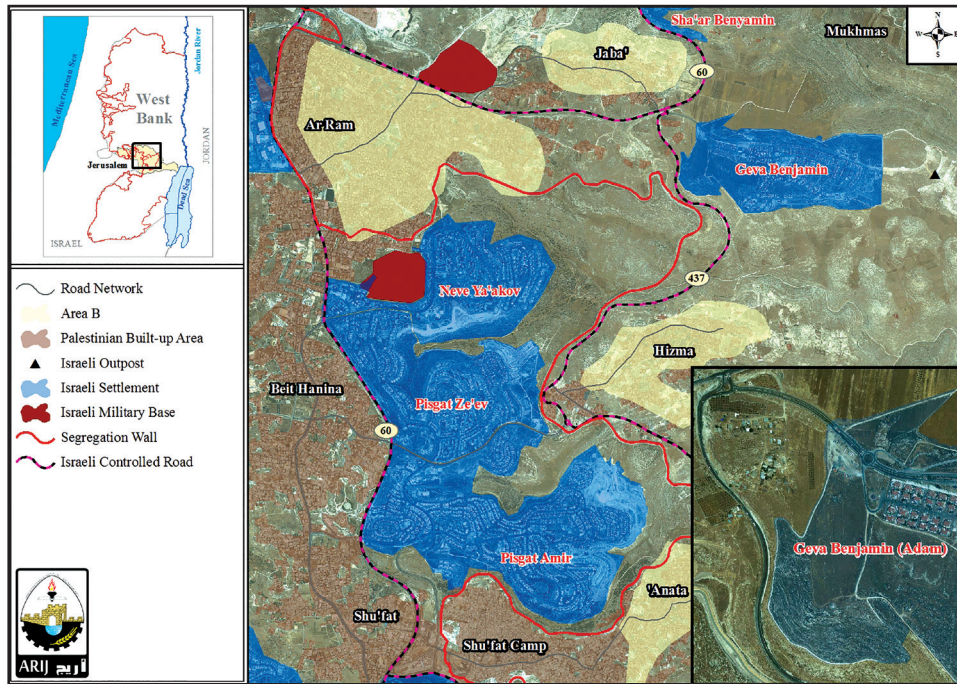 Mediterranean Sea
Jordan River
West
Bank
Jerusalem
JORDAN
Dead Sea
ISRAEL
Road Network
Area B
Palestinian Built-up Area
Israeli Outpost
Israeli Settlement
Israeli Military Base
Segregation Wall
Israeli Controlled Road
ARIJ أريج
N
W E
S
Sha'ar Benyamin
Mukhmas
Jaba'
60
Ar Ram
Geva Benjamin
437
Neve Ya'akov
Hizma
Beit Hanina
Pisgat Ze'ev
60
Geva Benjamin (Adam)
Pisgat Amir
'Anata
Shu'fat
Shu'fat Camp